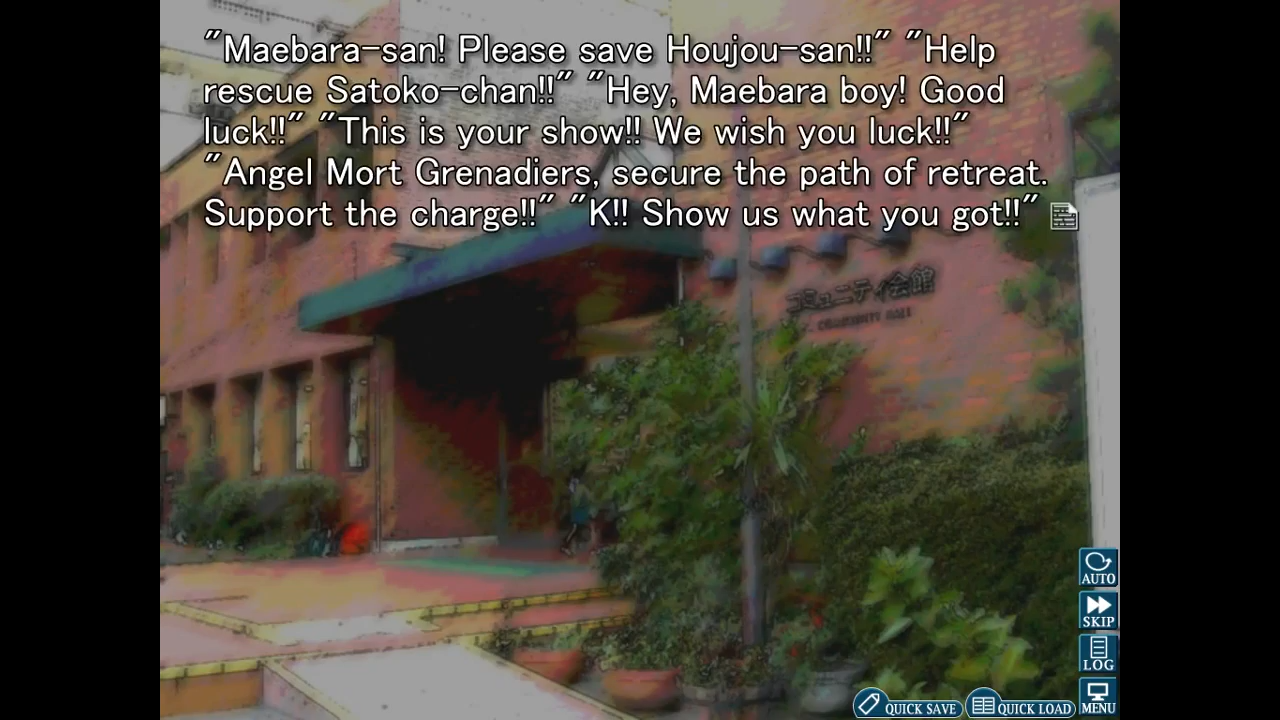 "Maebara-san! Please save Houjou-san!!" "Help
rescue Satoko-chan!!" "Hey, Maebara boy! Good
luck!!" "This is your show!! We wish you luck!!"
"Angel Mort Grenadiers, secure the path of retreat.
Support the charge!!" "K!! Show us what you got!!"
コミュニティ会館
COMMUNITY HALL
AUTO
SKIP
LOG
MENU
QUICK SAVE
QUICK LOAD